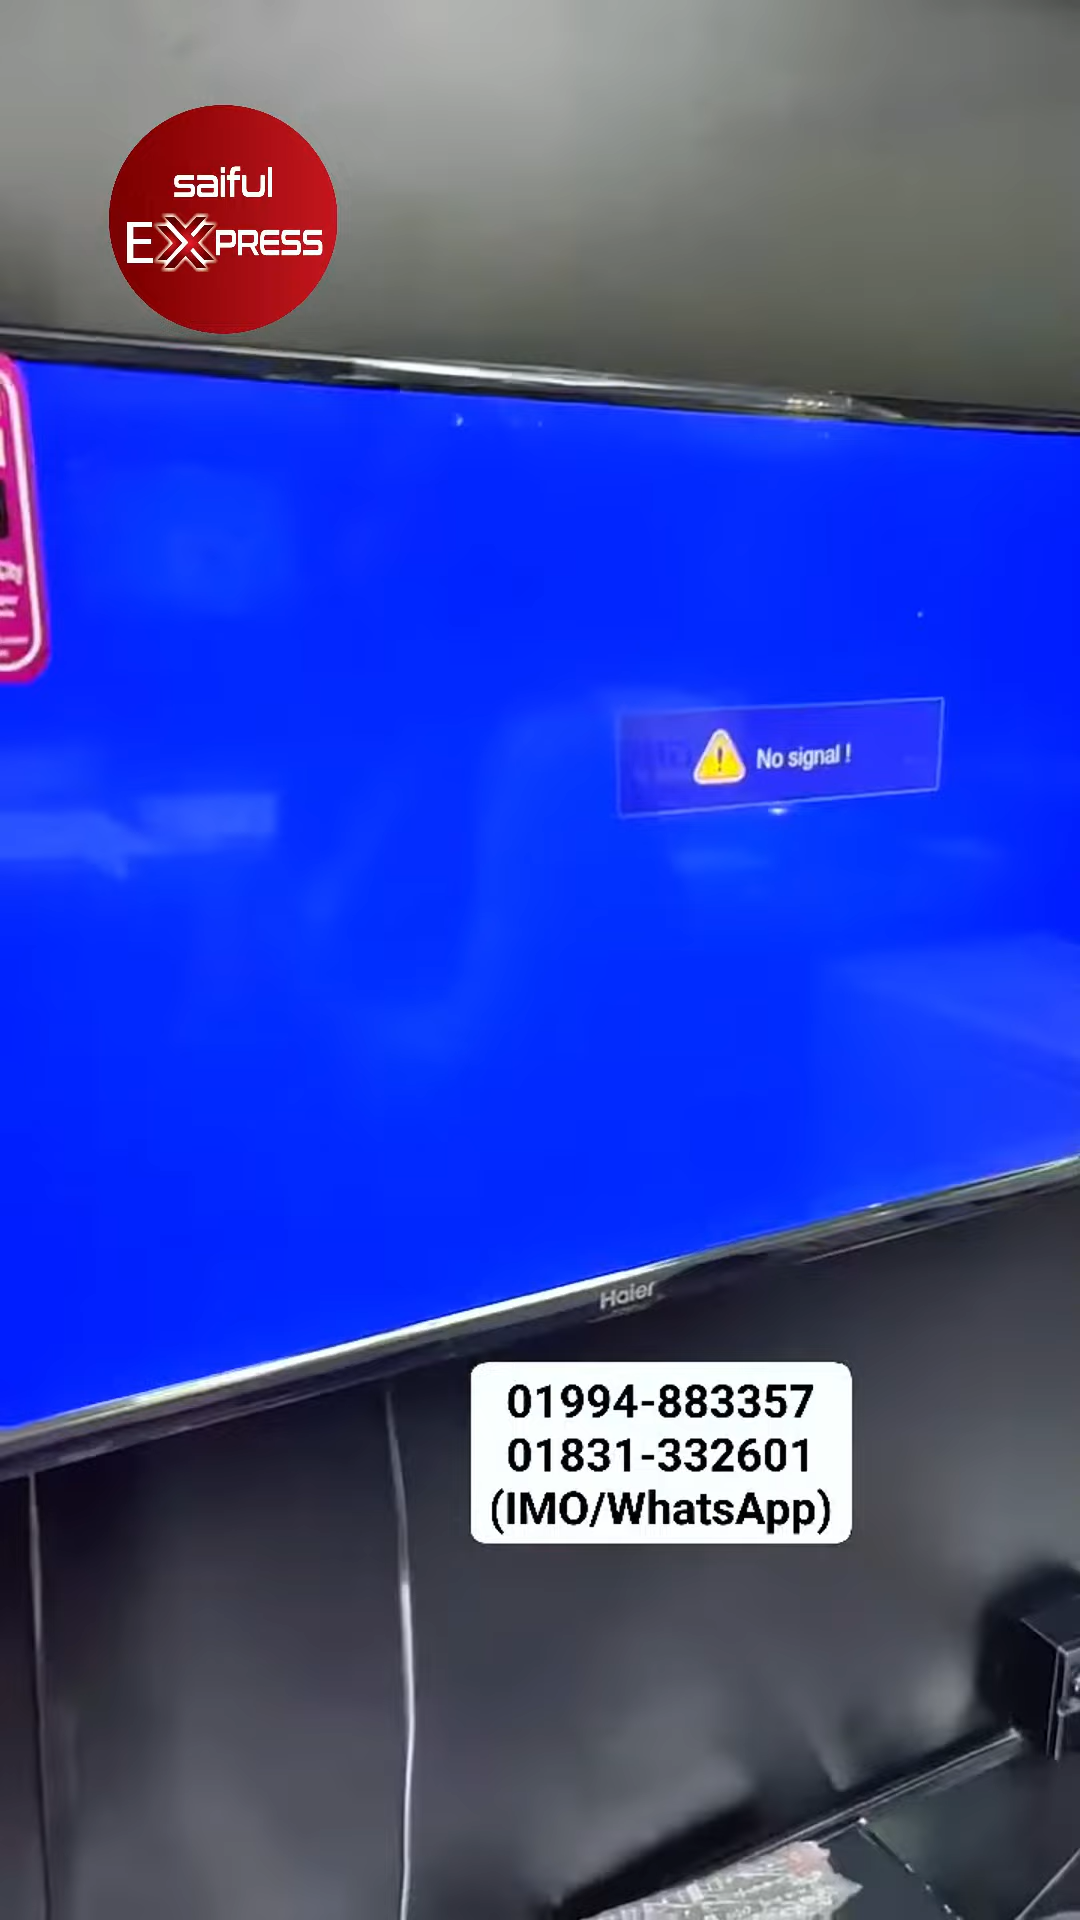 saiful
EXPRESS
No signal !
Haier
01994-883357
01831-332601
(IMO/WhatsApp)